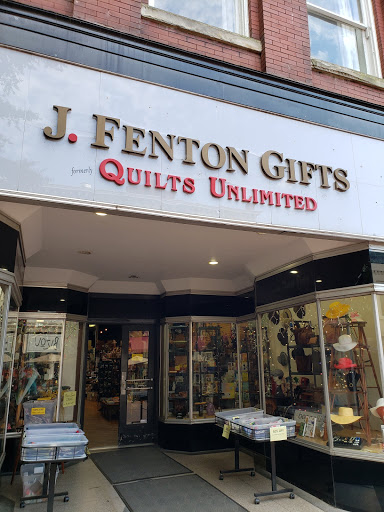 J. FENTON GIFTS
formerly QUILTS UNLIMITED